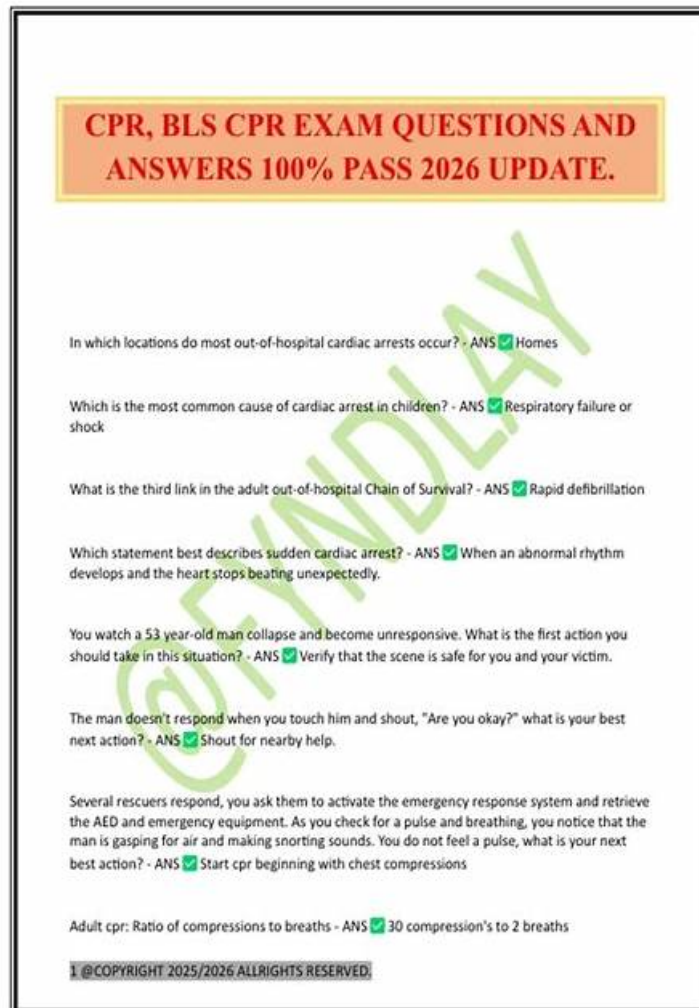 CPR, BLS CPR EXAM QUESTIONS AND
ANSWERS 100% PASS 2026 UPDATE.
In which locations do most out-of-hospital cardiac arrests occur? - ANS✅ Homes
Which is the most common cause of cardiac arrest in children? - ANS✅ Respiratory failure or
shock
What is the third link in the adult out-of-hospital Chain of Survival? - ANS✅ Rapid defibrillation
Which statement best describes sudden cardiac arrest? - ANS✅ When an abnormal rhythm
develops and the heart stops beating unexpectedly.
You watch a 53 year-old man collapse and become unresponsive. What is the first action you
should take in this situation? - ANS✅ Verify that the scene is safe for you and your victim.
The man doesn't respond when you touch him and shout, "Are you okay?" what is your best
next action? - ANS✅ Shout for nearby help.
Several rescuers respond, you ask them to activate the emergency response system and retrieve
the AED and emergency equipment. As you check for a pulse and breathing, you notice that the
man is gasping for air and making snorting sounds. You do not feel a pulse, what is your next
best action? - ANS✅ Start cpr beginning with chest compressions
Adult cpr: Ratio of compressions to breaths - ANS✅ 30 compression's to 2 breaths
1 @COPYRIGHT 2025/2026 ALLRIGHTS RESERVED.
@FYNDLAY